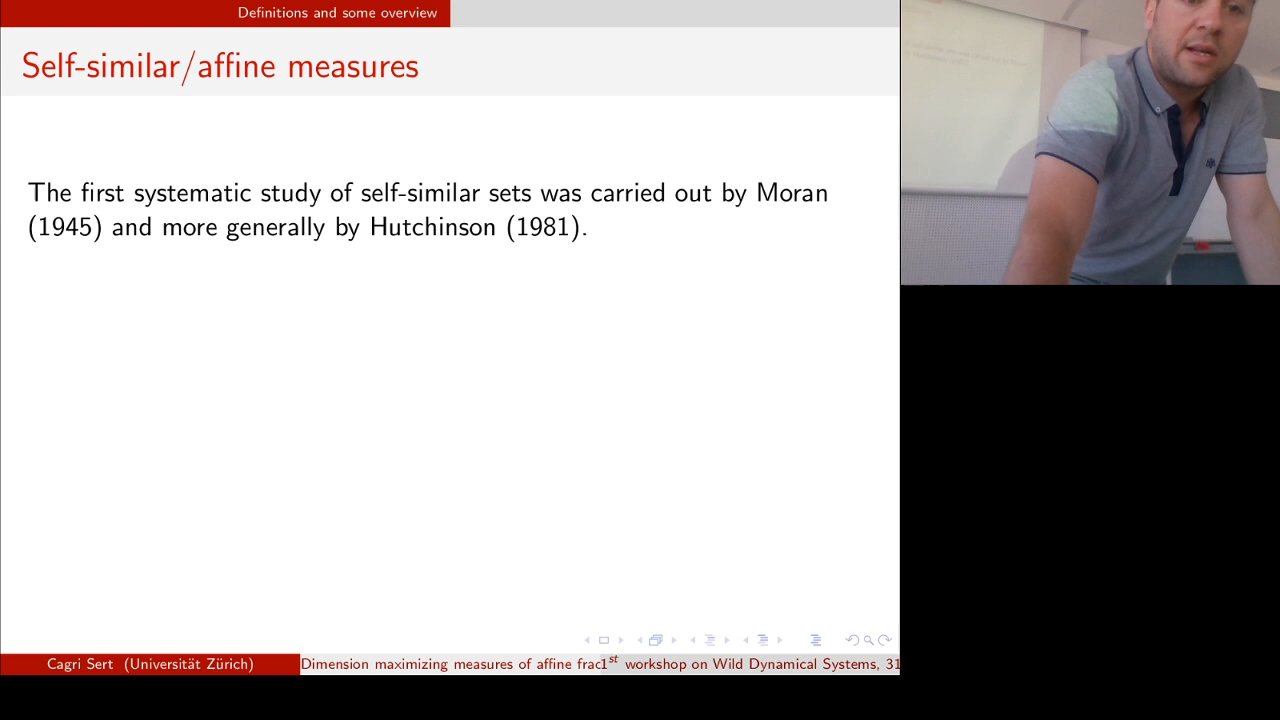 Definitions and some overview
Self-similar/affine measures
The first systematic study of self-similar sets was carried out by Moran
(1945) and more generally by Hutchinson (1981).
Cagri Sert (Universität Zürich)
Dimension maximizing measures of affine frac
1st workshop on Wild Dynamical Systems, 31